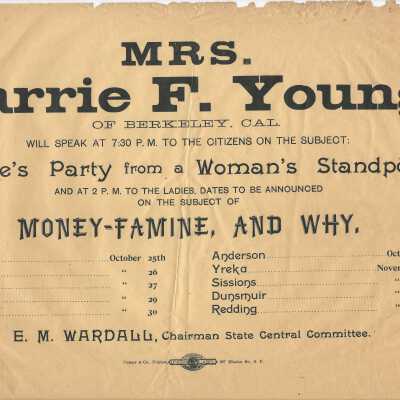 MRS.
arrie F. Young
OF BERKELEY, CAL.
WILL SPEAK AT 7:30 P. M. TO THE CITIZENS ON THE SUBJECT:
e's Party from a Woman's Standpo
AND AT 2 P. M. TO THE LADIES, DATES TO BE ANNOUNCED
ON THE SUBJECT OF
MONEY-FAMINE, AND WHY.
October 25th
" 26
" 27
" 29
" 30
Anderson Oct
Yreka Novem
Sissions "
Dunsmuir "
Redding "
E. M. WARDALL, Chairman State Central Committee.